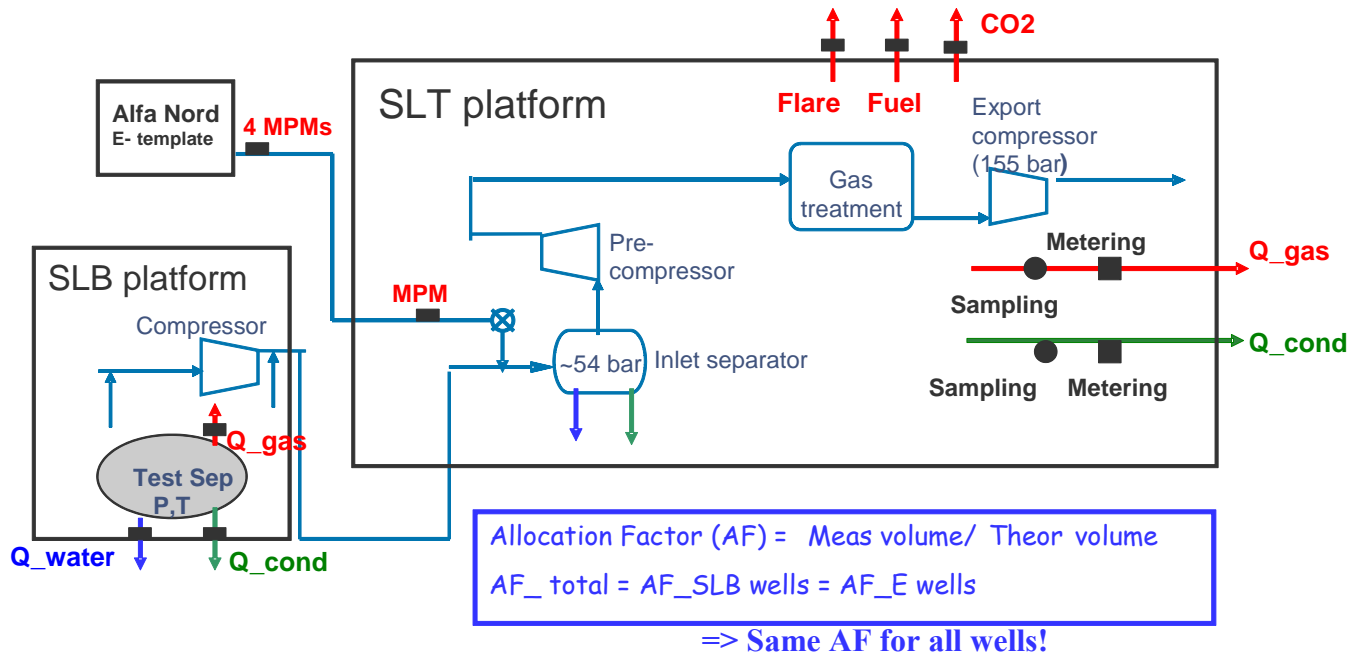 CO2
Flare
Fuel
SLT platform
Alfa Nord
E- template
4 MPMs
Export
compressor
(155 bar)
Gas
treatment
Pre-
compressor
Metering
Q_gas
Sampling
SLB platform
Compressor
MPM
~54 bar
Inlet separator
Q_cond
Sampling
Metering
Q_gas
Test Sep
P,T
Q_water
Q_cond
Allocation Factor (AF) = Meas volume/ Theor volume
AF_ total = AF_SLB wells = AF_E wells
=> Same AF for all wells!